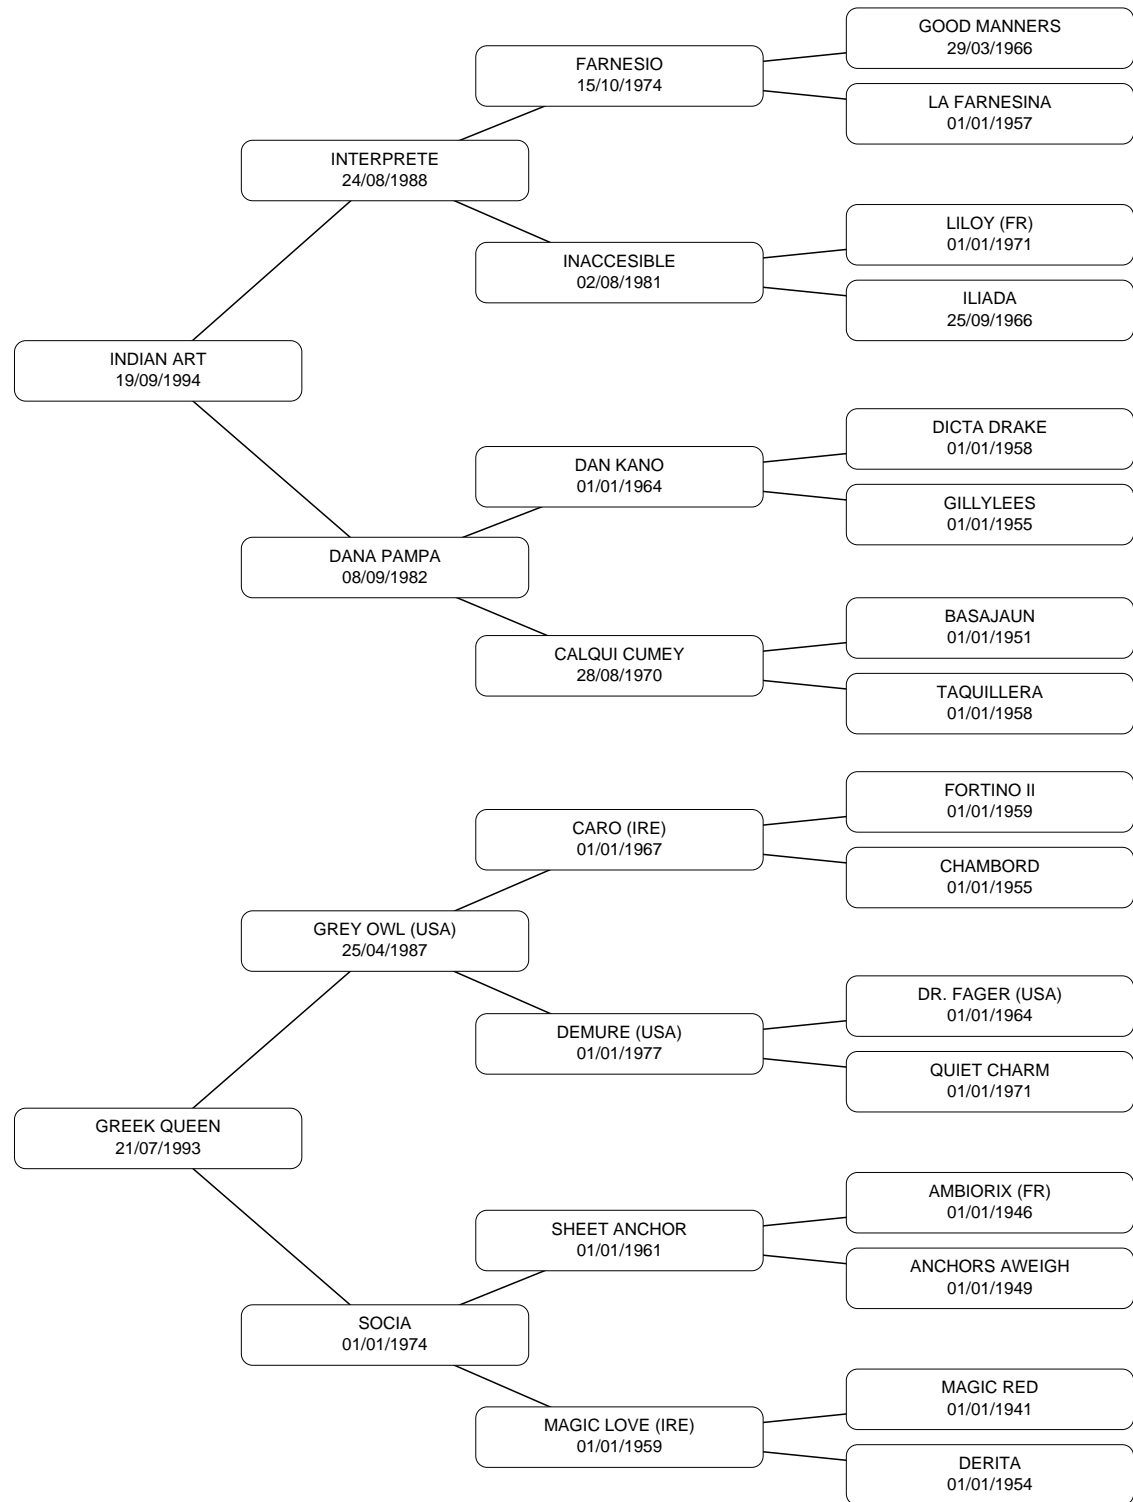 GOOD MANNERS
29/03/1966
FARNESIO
15/10/1974
LA FARNESINA
01/01/1957
INTERPRETE
24/08/1988
LILOY (FR)
01/01/1971
INACCESIBLE
02/08/1981
ILIADA
25/09/1966
INDIAN ART
19/09/1994
DICTA DRAKE
01/01/1958
DAN KANO
01/01/1964
GILLYLEES
01/01/1955
DANA PAMPA
08/09/1982
BASAJAUN
01/01/1951
CALQUI CUMEY
28/08/1970
TAQUILLERA
01/01/1958
FORTINO II
01/01/1959
CARO (IRE)
01/01/1967
CHAMBORD
01/01/1955
GREY OWL (USA)
25/04/1987
DR. FAGER (USA)
01/01/1964
DEMURE (USA)
01/01/1977
QUIET CHARM
01/01/1971
GREEK QUEEN
21/07/1993
AMBIORIX (FR)
01/01/1946
SHEET ANCHOR
01/01/1961
ANCHORS AWEIGH
01/01/1949
SOCIA
01/01/1974
MAGIC RED
01/01/1941
MAGIC LOVE (IRE)
01/01/1959
DERITA
01/01/1954